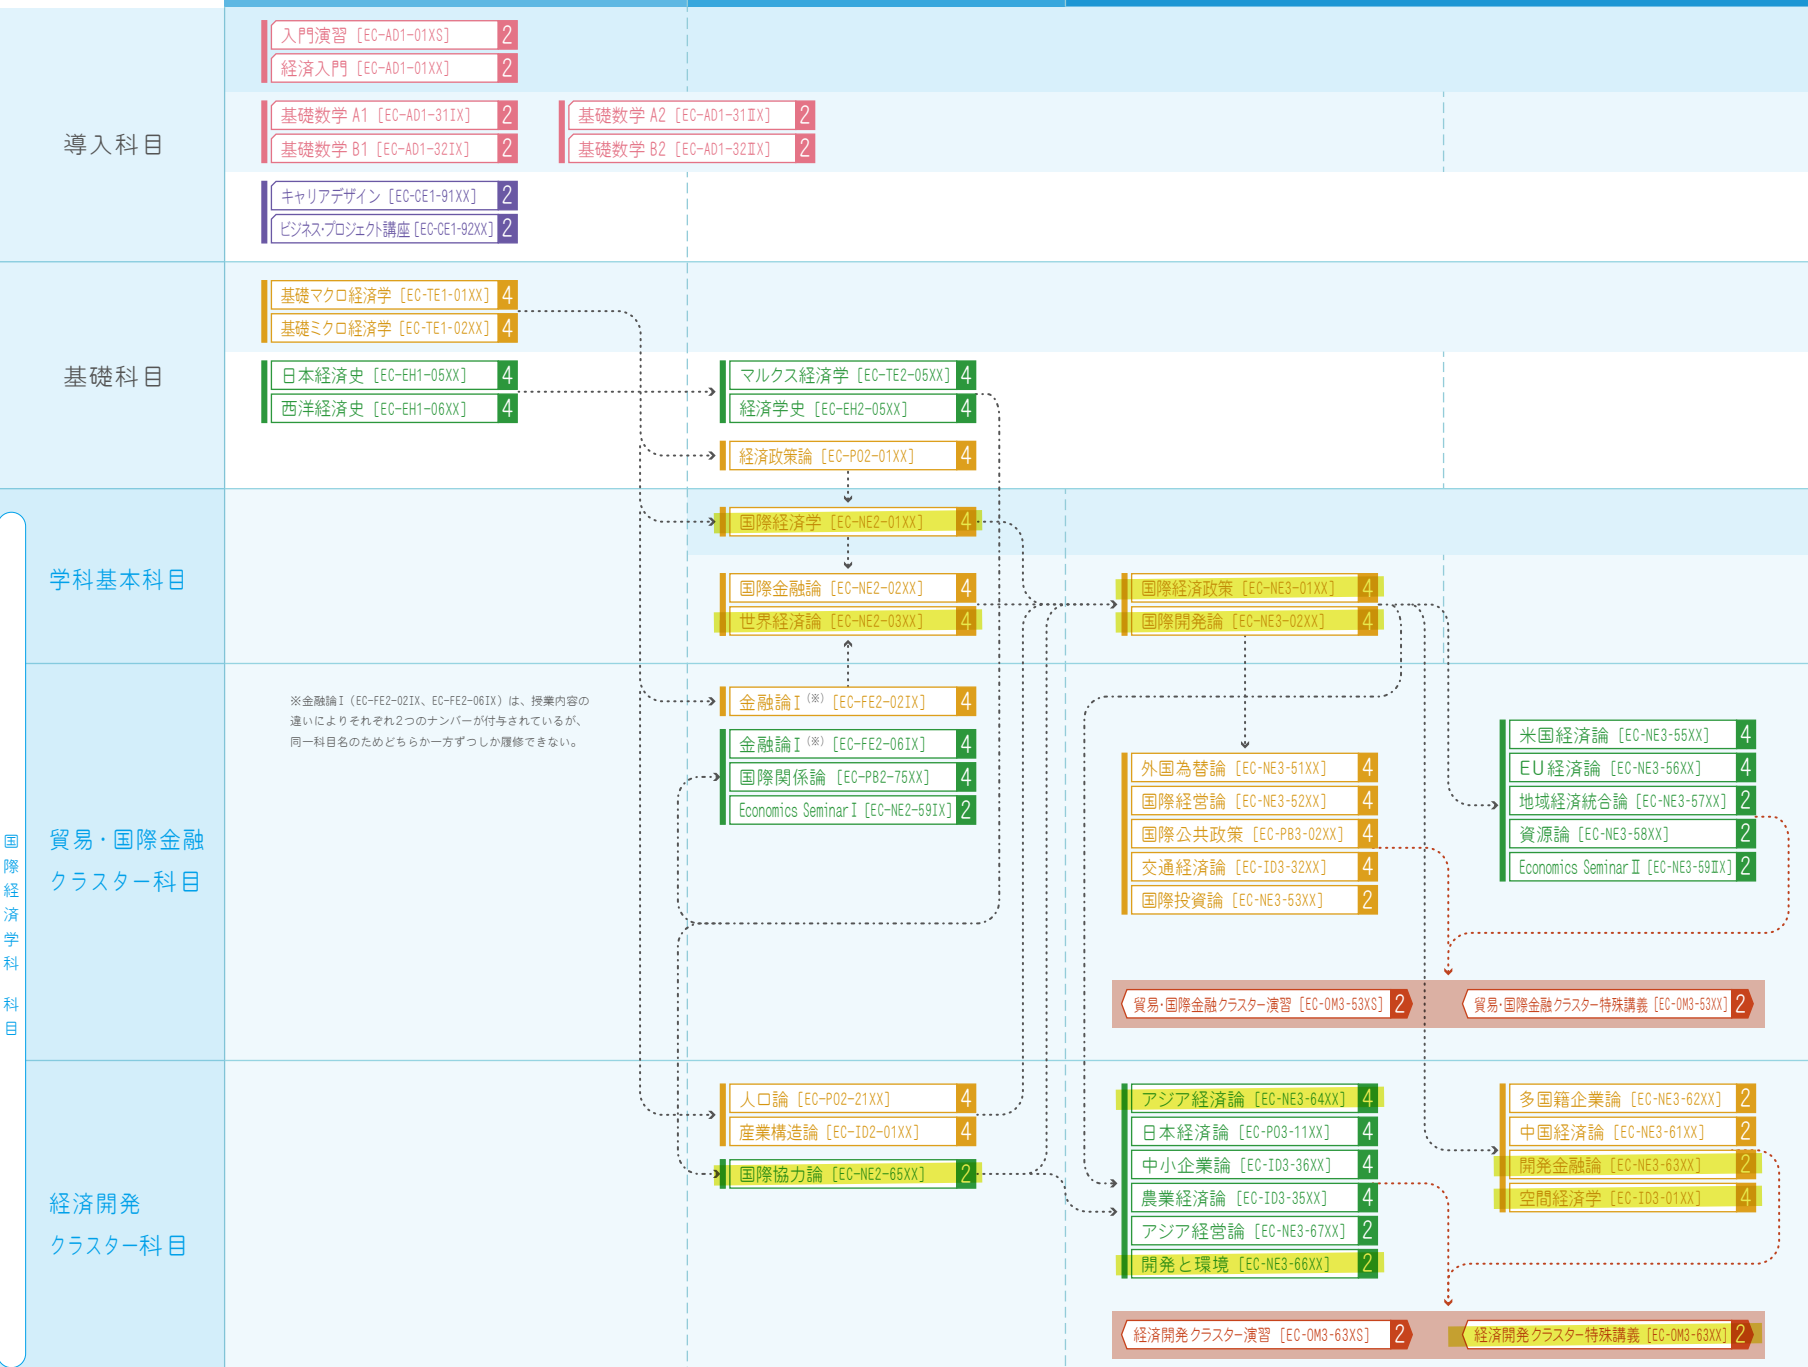 導入科目
入門演習 [EC-AD1-01XS] 2
経済入門 [EC-AD1-01XX] 2
基礎数学 A1 [EC-AD1-31IX] 2
基礎数学 B1 [EC-AD1-32IX] 2
基礎数学 A2 [EC-AD1-31ⅡX] 2
基礎数学 B2 [EC-AD1-32ⅡX] 2
キャリアデザイン [EC-CE1-91XX] 2
ビジネス・プロジェクト講座 [EC-CE1-92XX] 2
基礎科目
基礎マクロ経済学 [EC-TE1-01XX] 4
基礎ミクロ経済学 [EC-TE1-02XX] 4
日本経済史 [EC-EH1-05XX] 4
西洋経済史 [EC-EH1-06XX] 4
マルクス経済学 [EC-TE2-05XX] 4
経済学史 [EC-EH2-05XX] 4
経済政策論 [EC-PO2-01XX] 4
国際経済学科 科目
学科基本科目
国際経済学 [EC-NE2-01XX] 4
国際金融論 [EC-NE2-02XX] 4
世界経済論 [EC-NE2-03XX] 4
国際経済政策 [EC-NE3-01XX] 4
国際開発論 [EC-NE3-02XX] 4
貿易・国際金融
クラスター科目
※金融論Ⅰ(EC-FE2-02IX、EC-FE2-06IX)は、授業内容の
違いによりそれぞれ2つのナンバーが付与されているが、
同一科目名のためどちらか一方ずつしか履修できない。
金融論Ⅰ(※) [EC-FE2-02IX] 4
金融論Ⅰ(※) [EC-FE2-06IX] 4
国際関係論 [EC-PB2-75XX] 4
Economics SeminarⅠ [EC-NE2-59IX] 2
外国為替論 [EC-NE3-51XX] 4
国際経営論 [EC-NE3-52XX] 4
国際公共政策 [EC-PB3-02XX] 4
交通経済論 [EC-ID3-32XX] 4
国際投資論 [EC-NE3-53XX] 2
米国経済論 [EC-NE3-55XX] 4
EU経済論 [EC-NE3-56XX] 4
地域経済統合論 [EC-NE3-57XX] 2
資源論 [EC-NE3-58XX] 2
Economics SeminarⅡ [EC-NE3-59ⅡX] 2
貿易・国際金融クラスター演習 [EC-OM3-53XS] 2
貿易・国際金融クラスター特殊講義 [EC-OM3-53XX] 2
経済開発
クラスター科目
人口論 [EC-PO2-21XX] 4
産業構造論 [EC-ID2-01XX] 4
国際協力論 [EC-NE2-65XX] 2
アジア経済論 [EC-NE3-64XX] 4
日本経済論 [EC-PO3-11XX] 4
中小企業論 [EC-ID3-36XX] 4
農業経済論 [EC-ID3-35XX] 4
アジア経営論 [EC-NE3-67XX] 2
開発と環境 [EC-NE3-66XX] 2
多国籍企業論 [EC-NE3-62XX] 2
中国経済論 [EC-NE3-61XX] 2
開発金融論 [EC-NE3-63XX] 2
空間経済学 [EC-ID3-01XX] 4
経済開発クラスター演習 [EC-OM3-63XS] 2
経済開発クラスター特殊講義 [EC-OM3-63XX] 2